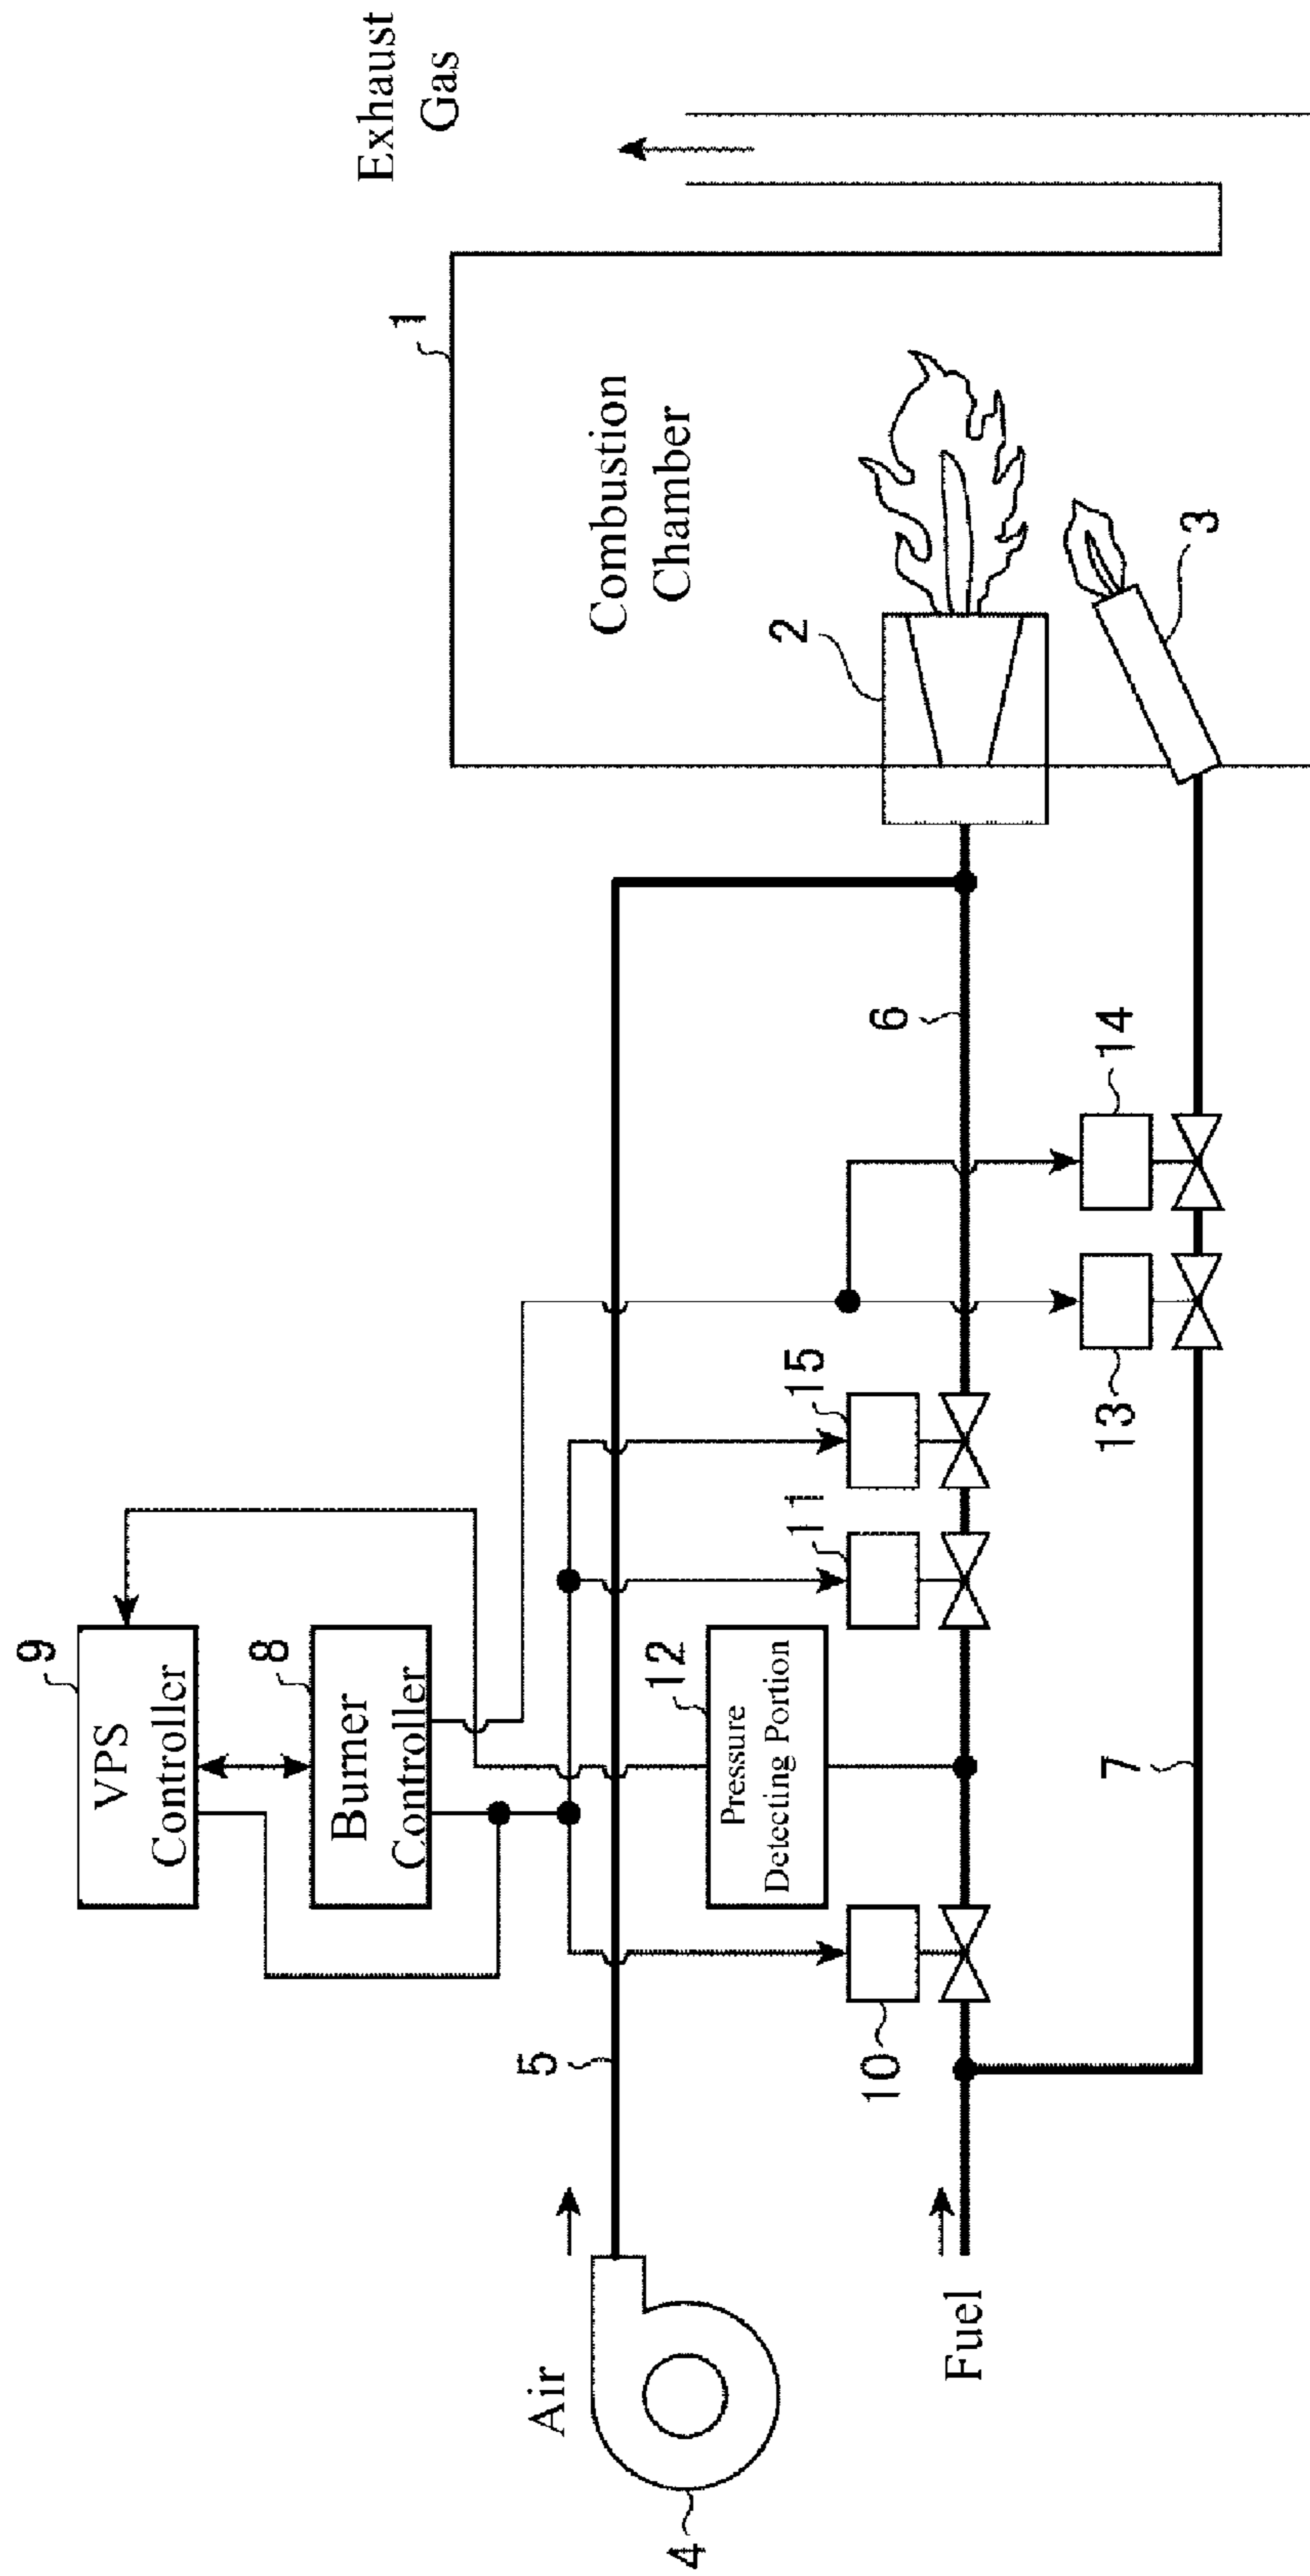 Exhaust
Gas
1
Combustion
Chamber
2
3
9
VPS
Controller
8
Burner
Controller
12
Pressure
Detecting Portion
11
15
6
14
13
10
5
7
Air
4
Fuel